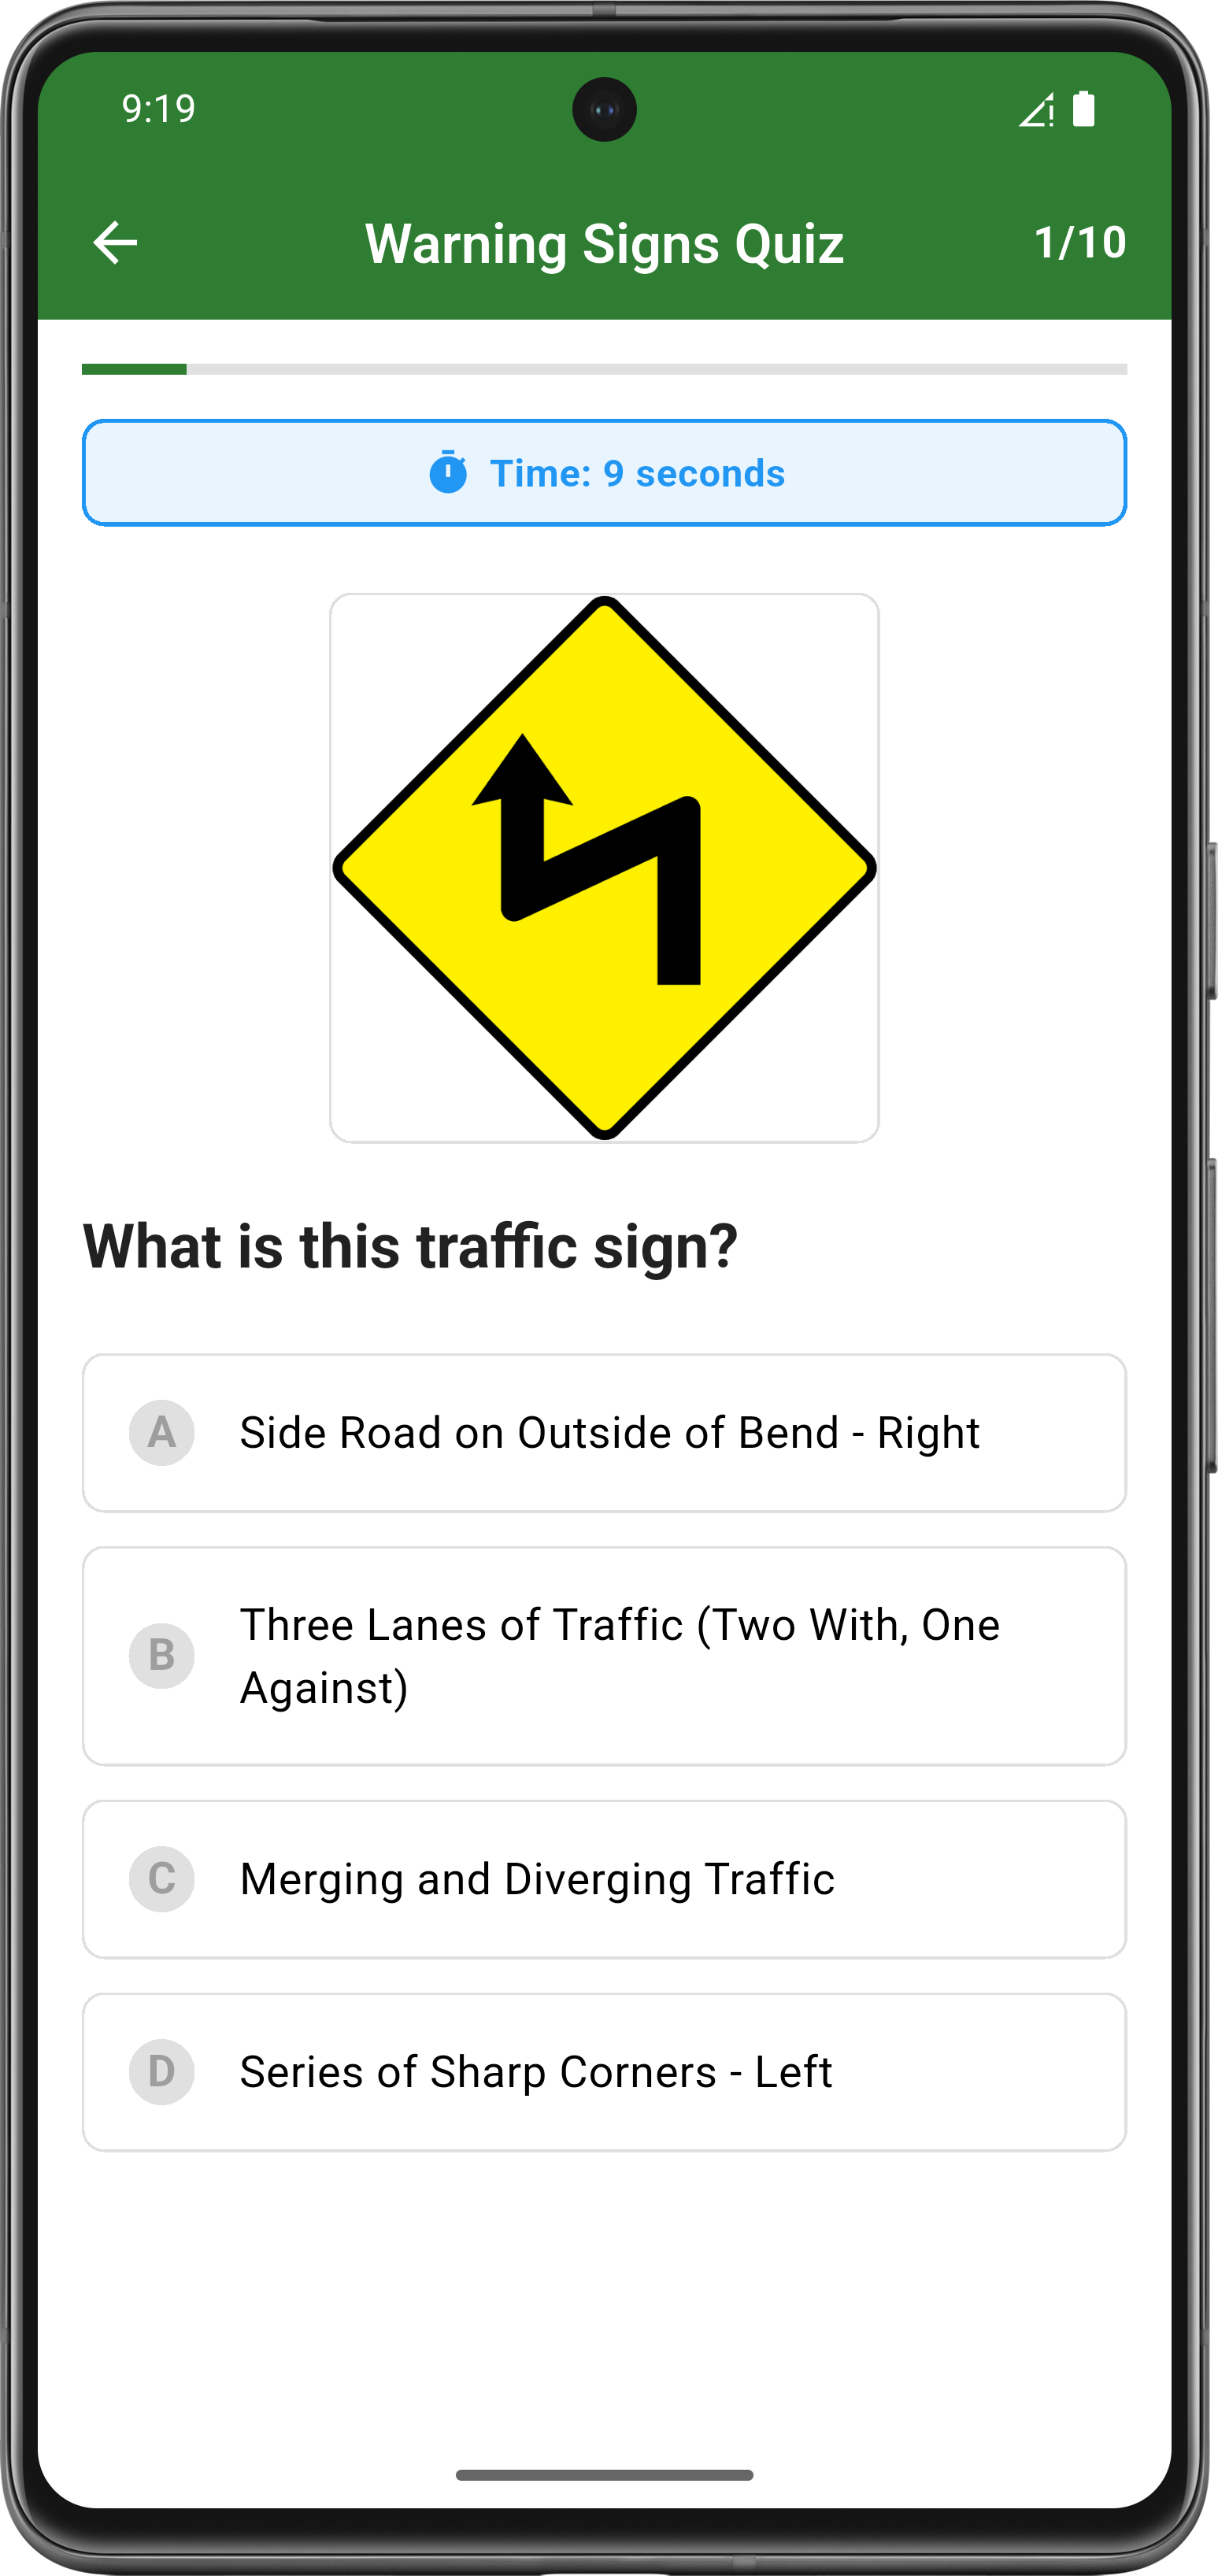 9:19
Warning Signs Quiz
1/10
Time: 9 seconds
What is this traffic sign?
A Side Road on Outside of Bend - Right
B Three Lanes of Traffic (Two With, One
Against)
C Merging and Diverging Traffic
D Series of Sharp Corners - Left